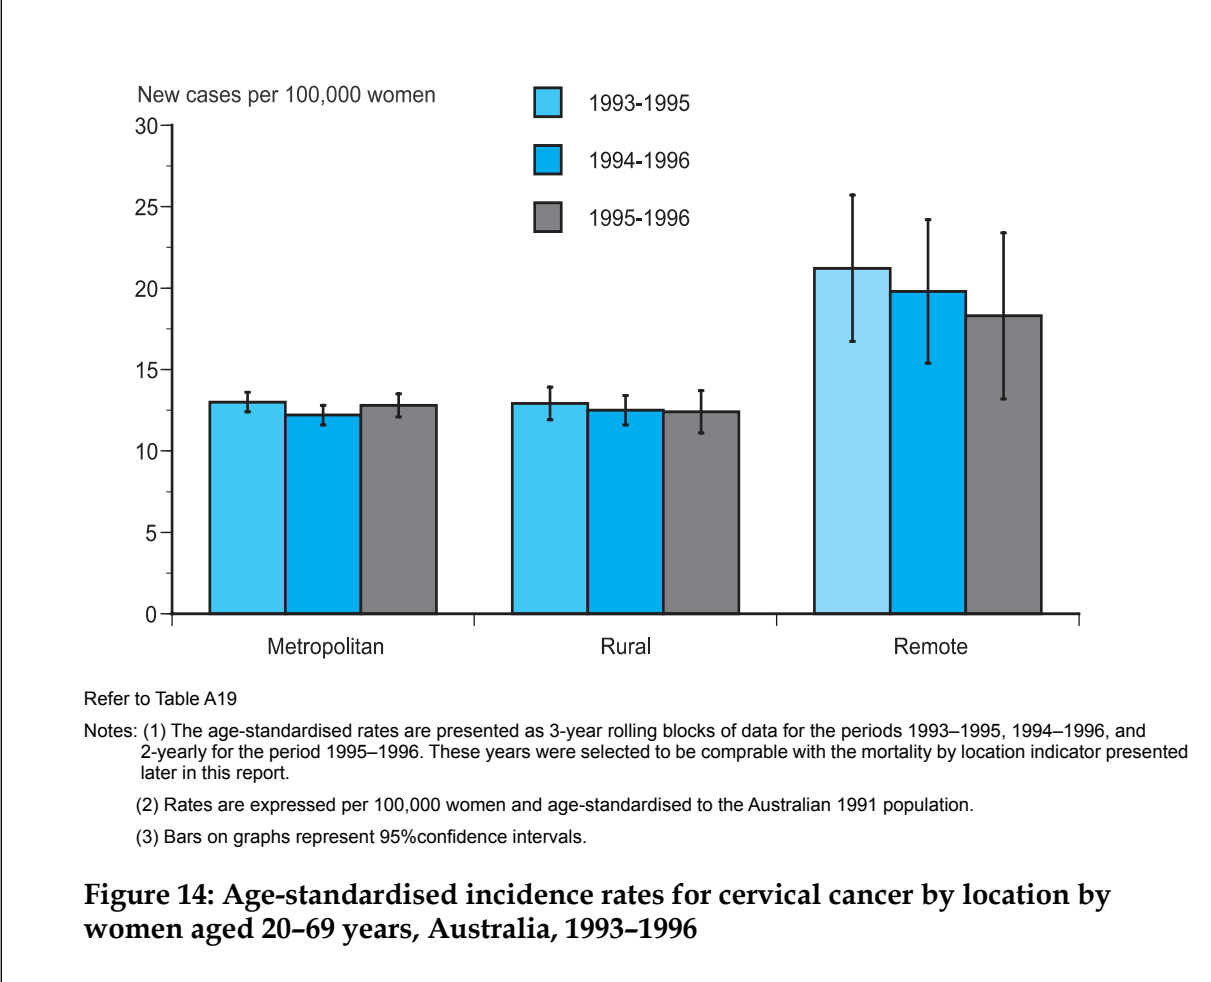 New cases per 100,000 women
1993-1995
1994-1996
1995-1996
30
25
20
15
10
5
0
Metropolitan Rural Remote
Refer to Table A19
Notes: (1) The age-standardised rates are presented as 3-year rolling blocks of data for the periods 1993–1995, 1994–1996, and
2-yearly for the period 1995–1996. These years were selected to be comprable with the mortality by location indicator presented
later in this report.
(2) Rates are expressed per 100,000 women and age-standardised to the Australian 1991 population.
(3) Bars on graphs represent 95%confidence intervals.
Figure 14: Age-standardised incidence rates for cervical cancer by location by
women aged 20–69 years, Australia, 1993–1996